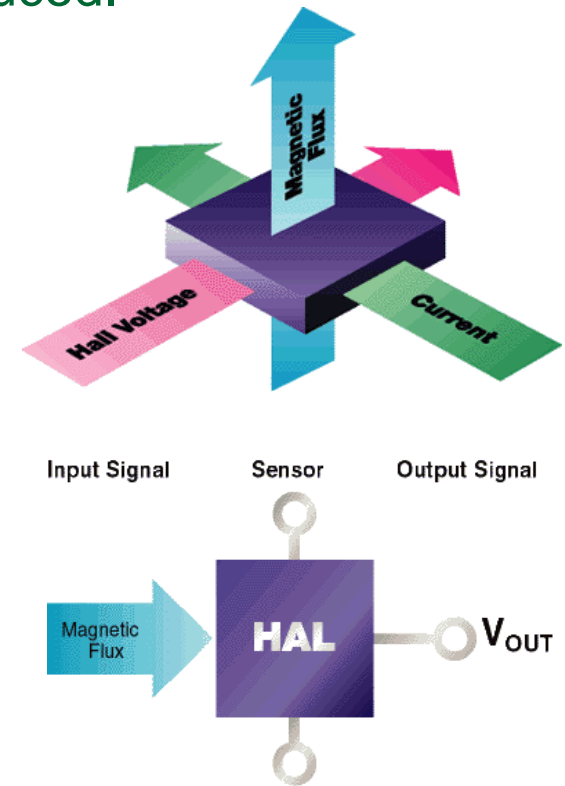 Magnetic
Flux
Hall Voltage
Current
Input Signal
Sensor
Output Signal
Magnetic
Flux
HAL
VOUT